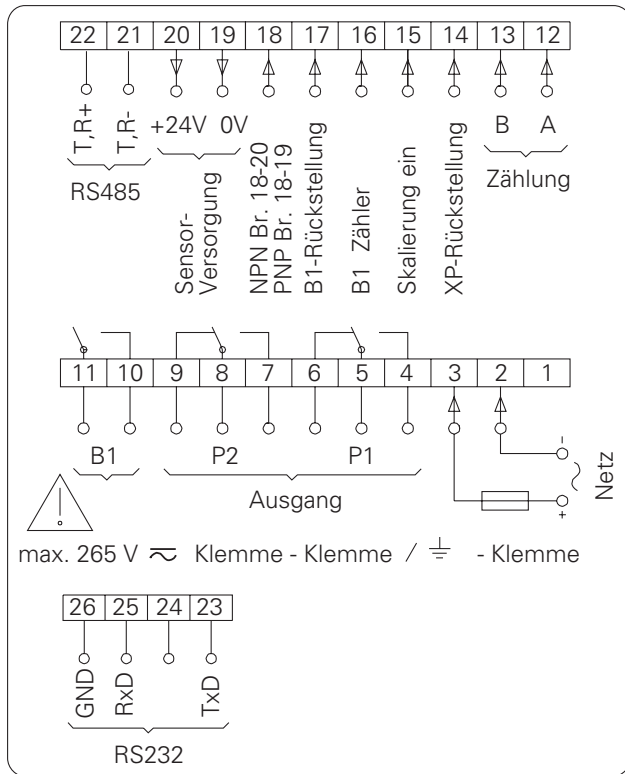 22 21 20 19 18 17 16 15 14 13 12
T,R+
T,R-
RS485
+24V 0V
Sensor-
Versorgung
NPN Br. 18-20
PNP Br. 18-19
B1-Rückstellung
B1 Zähler
Skalierung ein
XP-Rückstellung
B A
Zählung
11 10 9 8 7 6 5 4 3 2 1
B1 P2 P1
Ausgang
-
+
Netz
max. 265 V Klemme - Klemme / - Klemme
26 25 24 23
GND
RxD
TxD
RS232